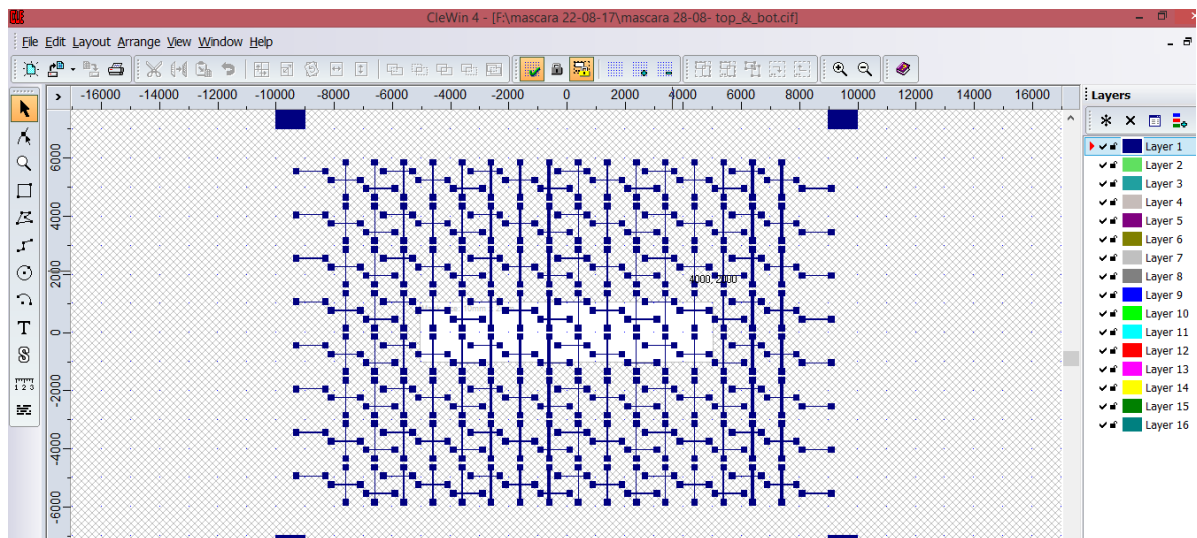 CleWin 4 - [F:\mascara 22-08-17\mascara 28-08- top_&_bot.cif]
File Edit Layout Arrange View Window Help
-16000 -14000 -12000 -10000 -8000 -6000 -4000 -2000 0 2000 4000 6000 8000 10000 12000 14000 16000
Layers
6000
4000
2000
0
-2000
-4000
-6000
Layer 1
Layer 2
Layer 3
Layer 4
Layer 5
Layer 6
Layer 7
Layer 8
Layer 9
Layer 10
Layer 11
Layer 12
Layer 13
Layer 14
Layer 15
Layer 16
T
S
1 2 3